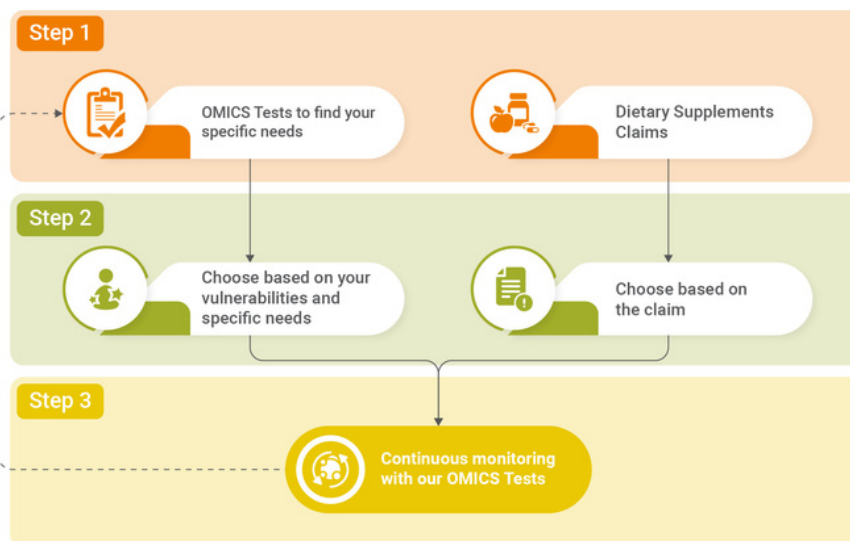 Step 1
OMICS Tests to find your
specific needs
Dietary Supplements
Claims
Step 2
Choose based on your
vulnerabilities and
specific needs
Choose based on
the claim
Step 3
Continuous monitoring
with our OMICS Tests